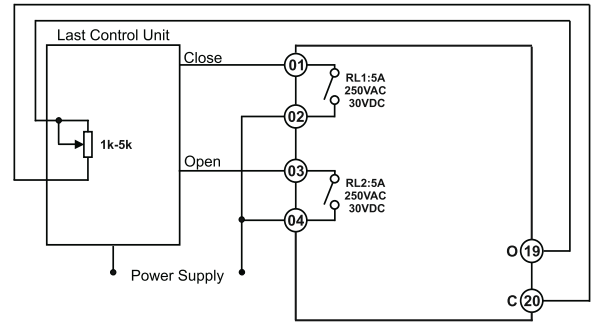 Last Control Unit
Close
01
RL1:5A
250VAC
30VDC
02
1k-5k
Open
03
RL2:5A
250VAC
30VDC
04
O 19
Power Supply
C 20